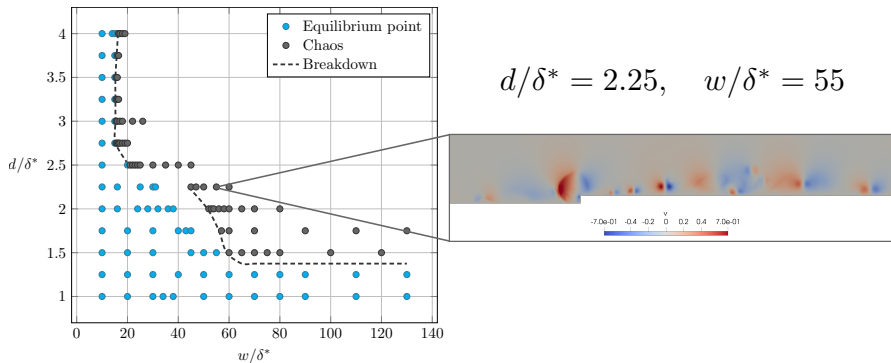 Equilibrium point
Chaos
Breakdown
4
3.5
3
2.5
2
1.5
1
d/δ*
0 20 40 60 80 100 120 140
w/δ*
d/δ* = 2.25, w/δ* = 55
v
-7.0e-01 -0.4 -0.2 0 0.2 0.4 7.0e-01